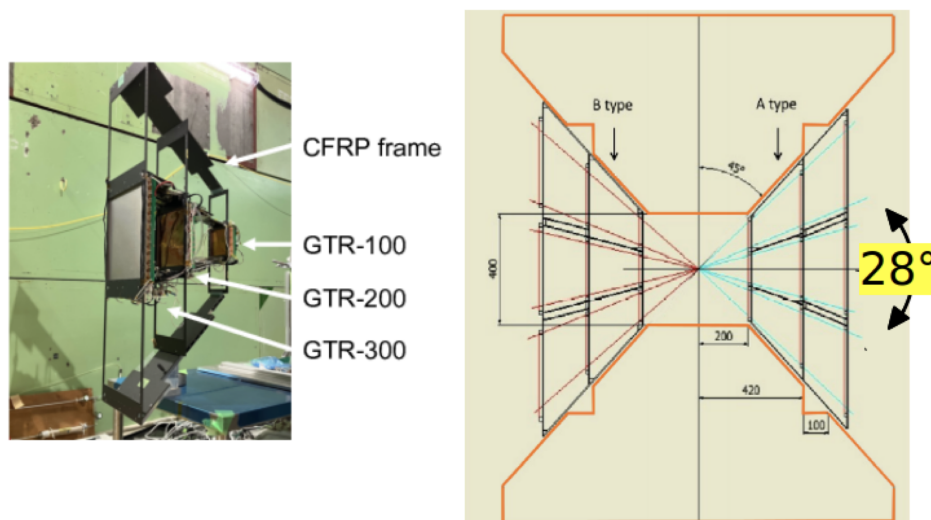 CFRP frame
GTR-100
GTR-200
GTR-300
B type
A type
45°
400
28°
200
420
100